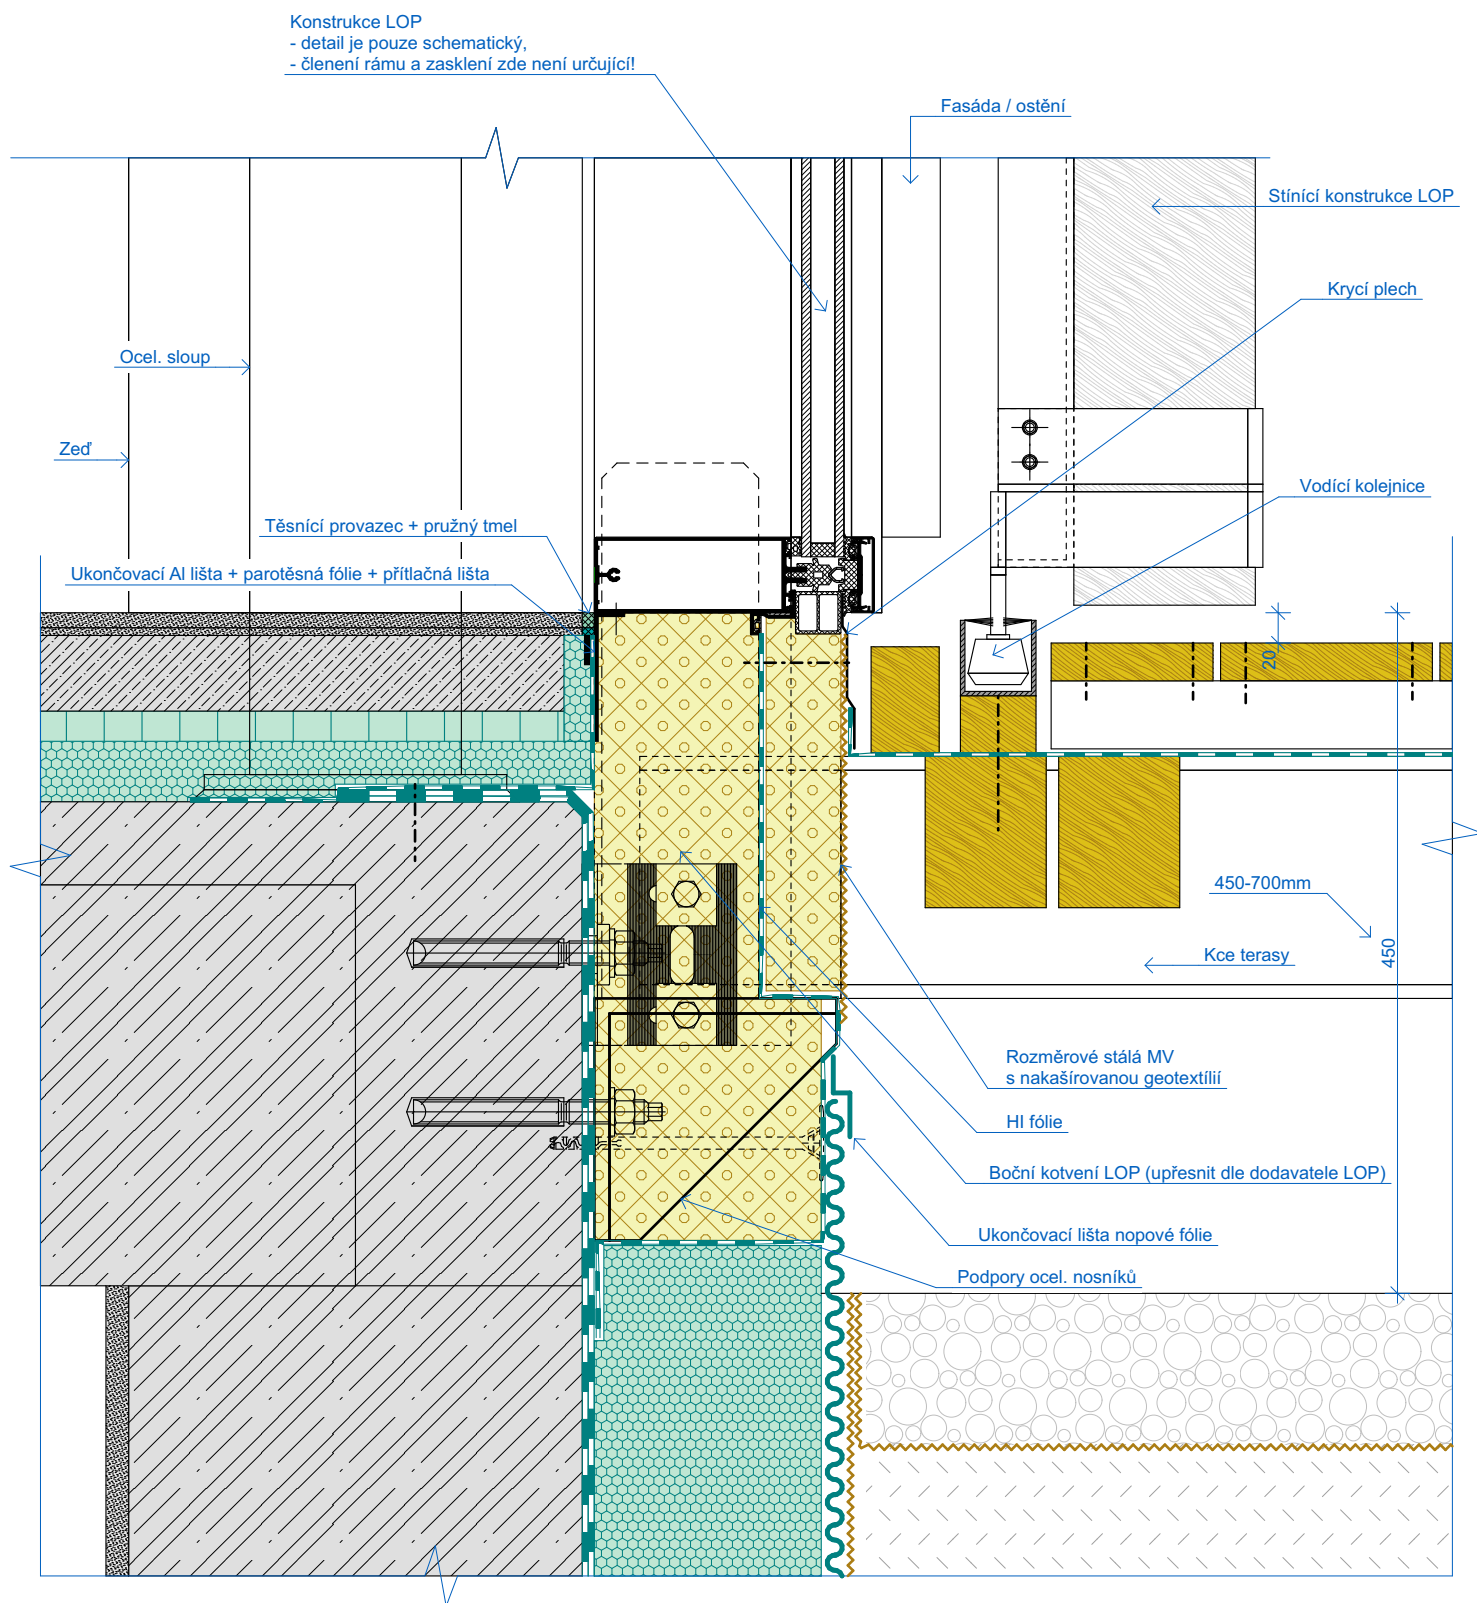 Konstrukce LOP
- detail je pouze schematický,
- členení rámu a zasklení zde není určující!
Fasáda / ostění
Stínící konstrukce LOP
Krycí plech
Ocel. sloup
Zeď
Vodící kolejnice
Těsnící provazec + pružný tmel
Ukončovací Al lišta + parotěsná fólie + přítlačná lišta
20
450-700mm
450
Kce terasy
Rozměrové stálá MV
s nakašírovanou geotextílií
HI fólie
Boční kotvení LOP (upřesnit dle dodavatele LOP)
Ukončovací lišta nopové fólie
Podpory ocel. nosníků